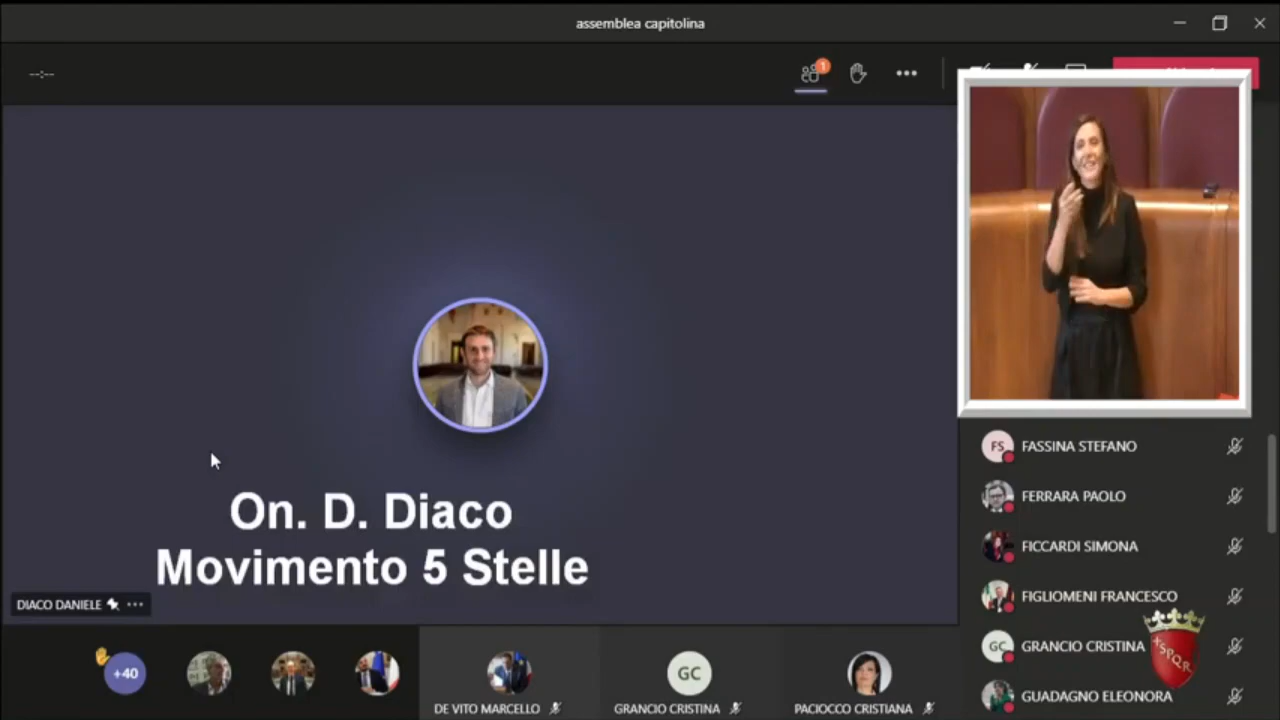 assemblea capitolina
--:--
1
On. D. Diaco
Movimento 5 Stelle
DIACO DANIELE
+40
DE VITO MARCELLO
GC
GRANCIO CRISTINA
PACIOCCO CRISTIANA
FS
FASSINA STEFANO
FERRARA PAOLO
FICCARDI SIMONA
FIGLIOMENI FRANCESCO
GC
GRANCIO CRISTINA
GUADAGNO ELEONORA
SPQR